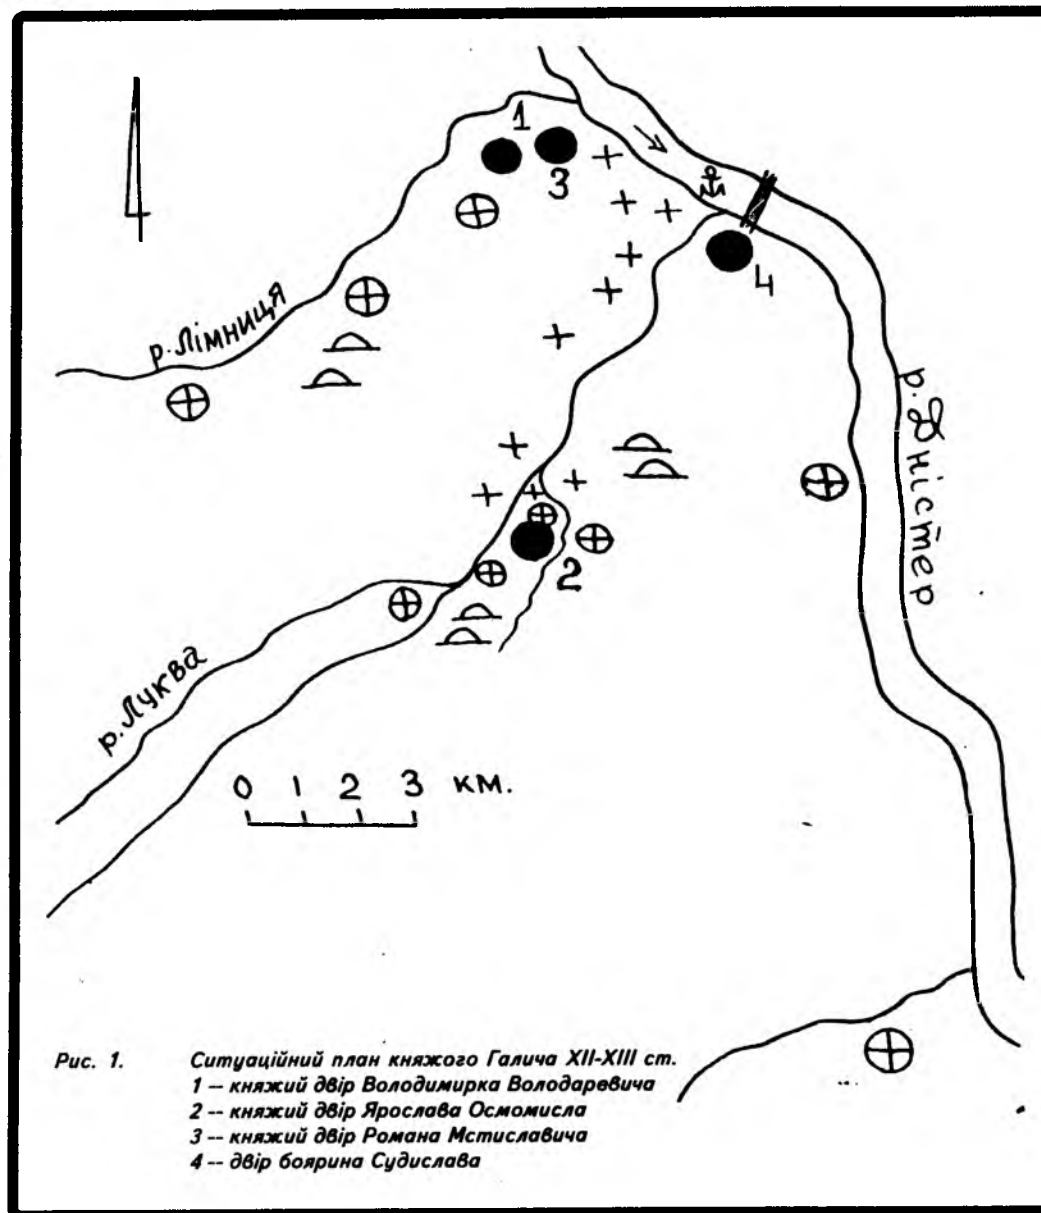 1
3
4
р. Лімниця
р. Дністер
2
р. Луква
0 1 2 3 км.
Рис. 1. Ситуаційний план княжого Галича XII-XIII ст.
1 -- княжий двір Володимирка Володаревича
2 -- княжий двір Ярослава Осмомисла
3 -- княжий двір Романа Мстиславича
4 -- двір боярина Судислава